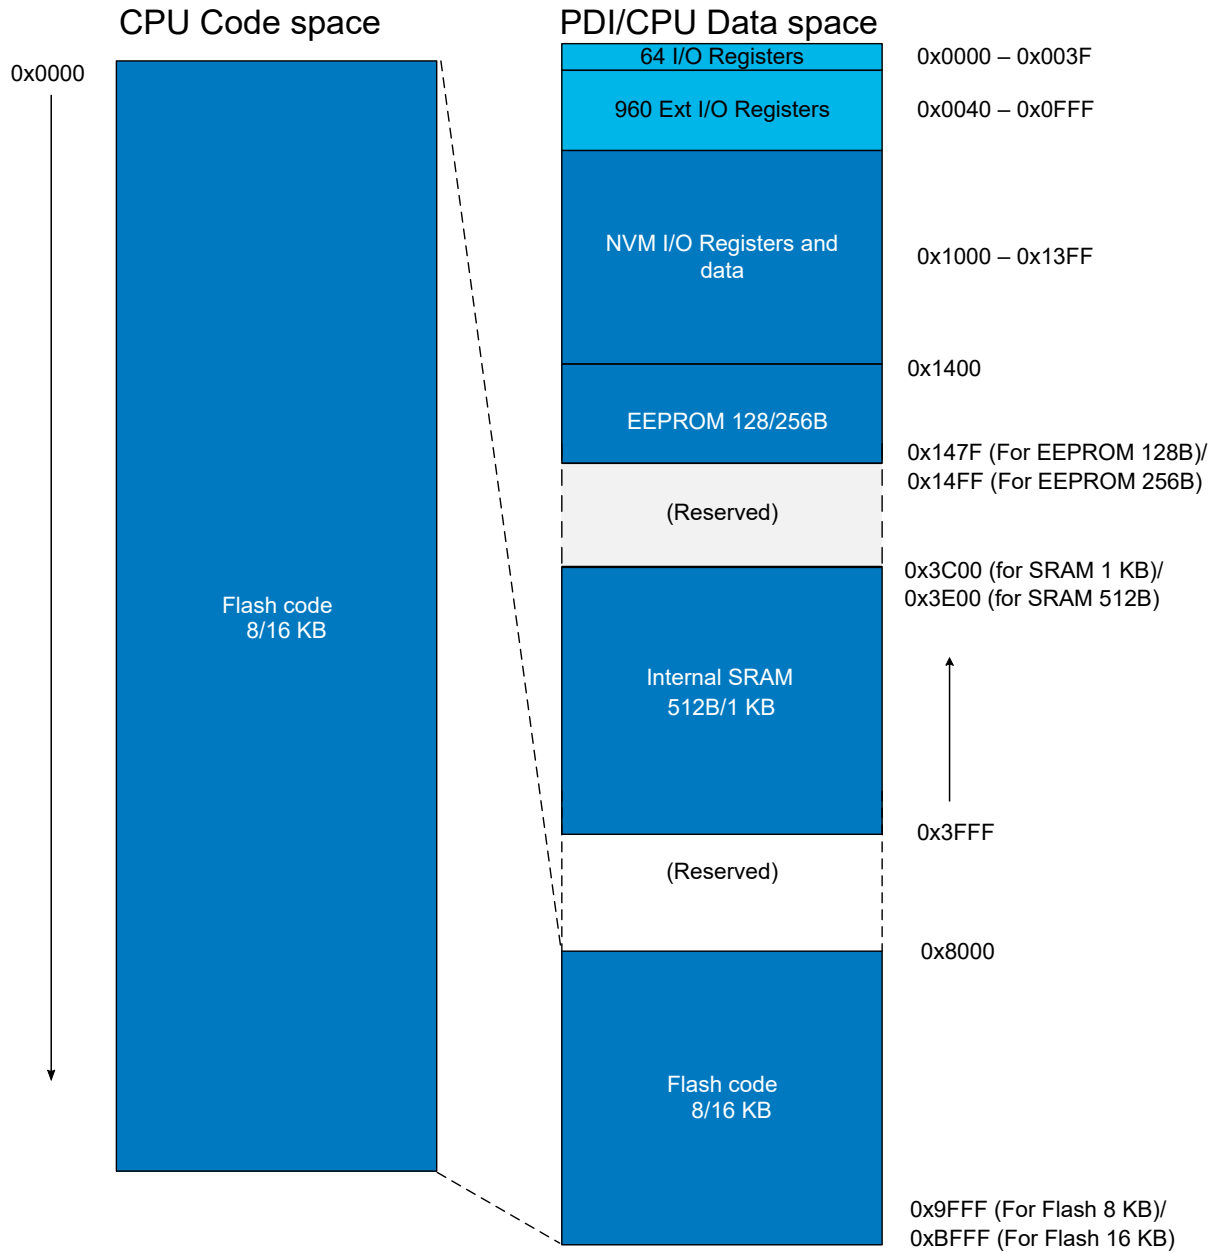 CPU Code space
PDI/CPU Data space
0x0000
64 I/O Registers
0x0000 – 0x003F
960 Ext I/O Registers
0x0040 – 0x0FFF
NVM I/O Registers and
data
0x1000 – 0x13FF
0x1400
EEPROM 128/256B
0x147F (For EEPROM 128B)/
0x14FF (For EEPROM 256B)
(Reserved)
0x3C00 (for SRAM 1 KB)/
0x3E00 (for SRAM 512B)
Flash code
8/16 KB
Internal SRAM
512B/1 KB
0x3FFF
(Reserved)
0x8000
Flash code
8/16 KB
0x9FFF (For Flash 8 KB)/
0xBFFF (For Flash 16 KB)